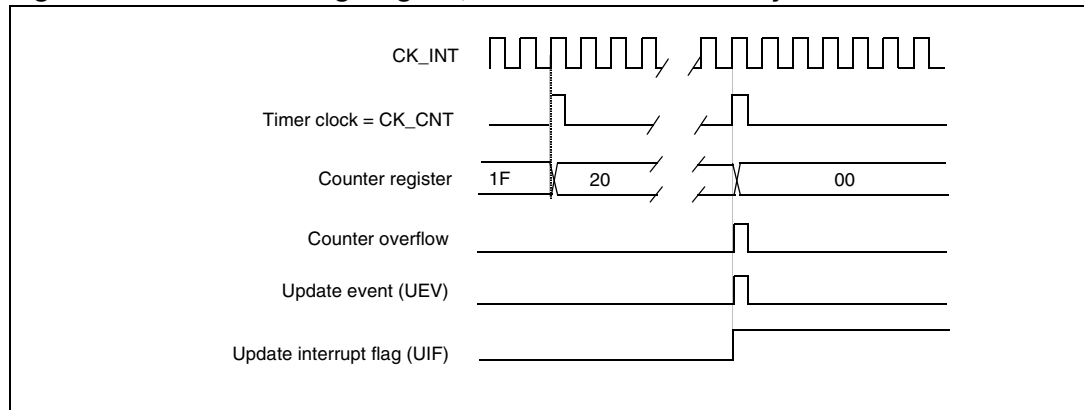 CK_INT
Timer clock = CK_CNT
Counter register 1F 20 00
Counter overflow
Update event (UEV)
Update interrupt flag (UIF)